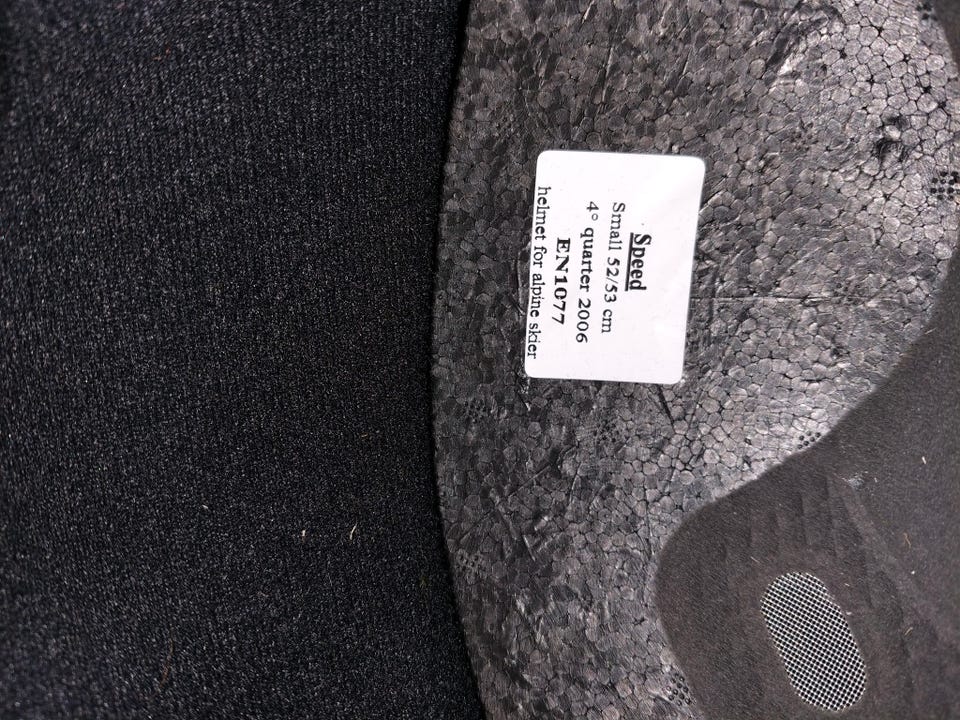 Speed
Small 52/53 cm
4° quarter 2006
EN1077
helmet for alpine skier